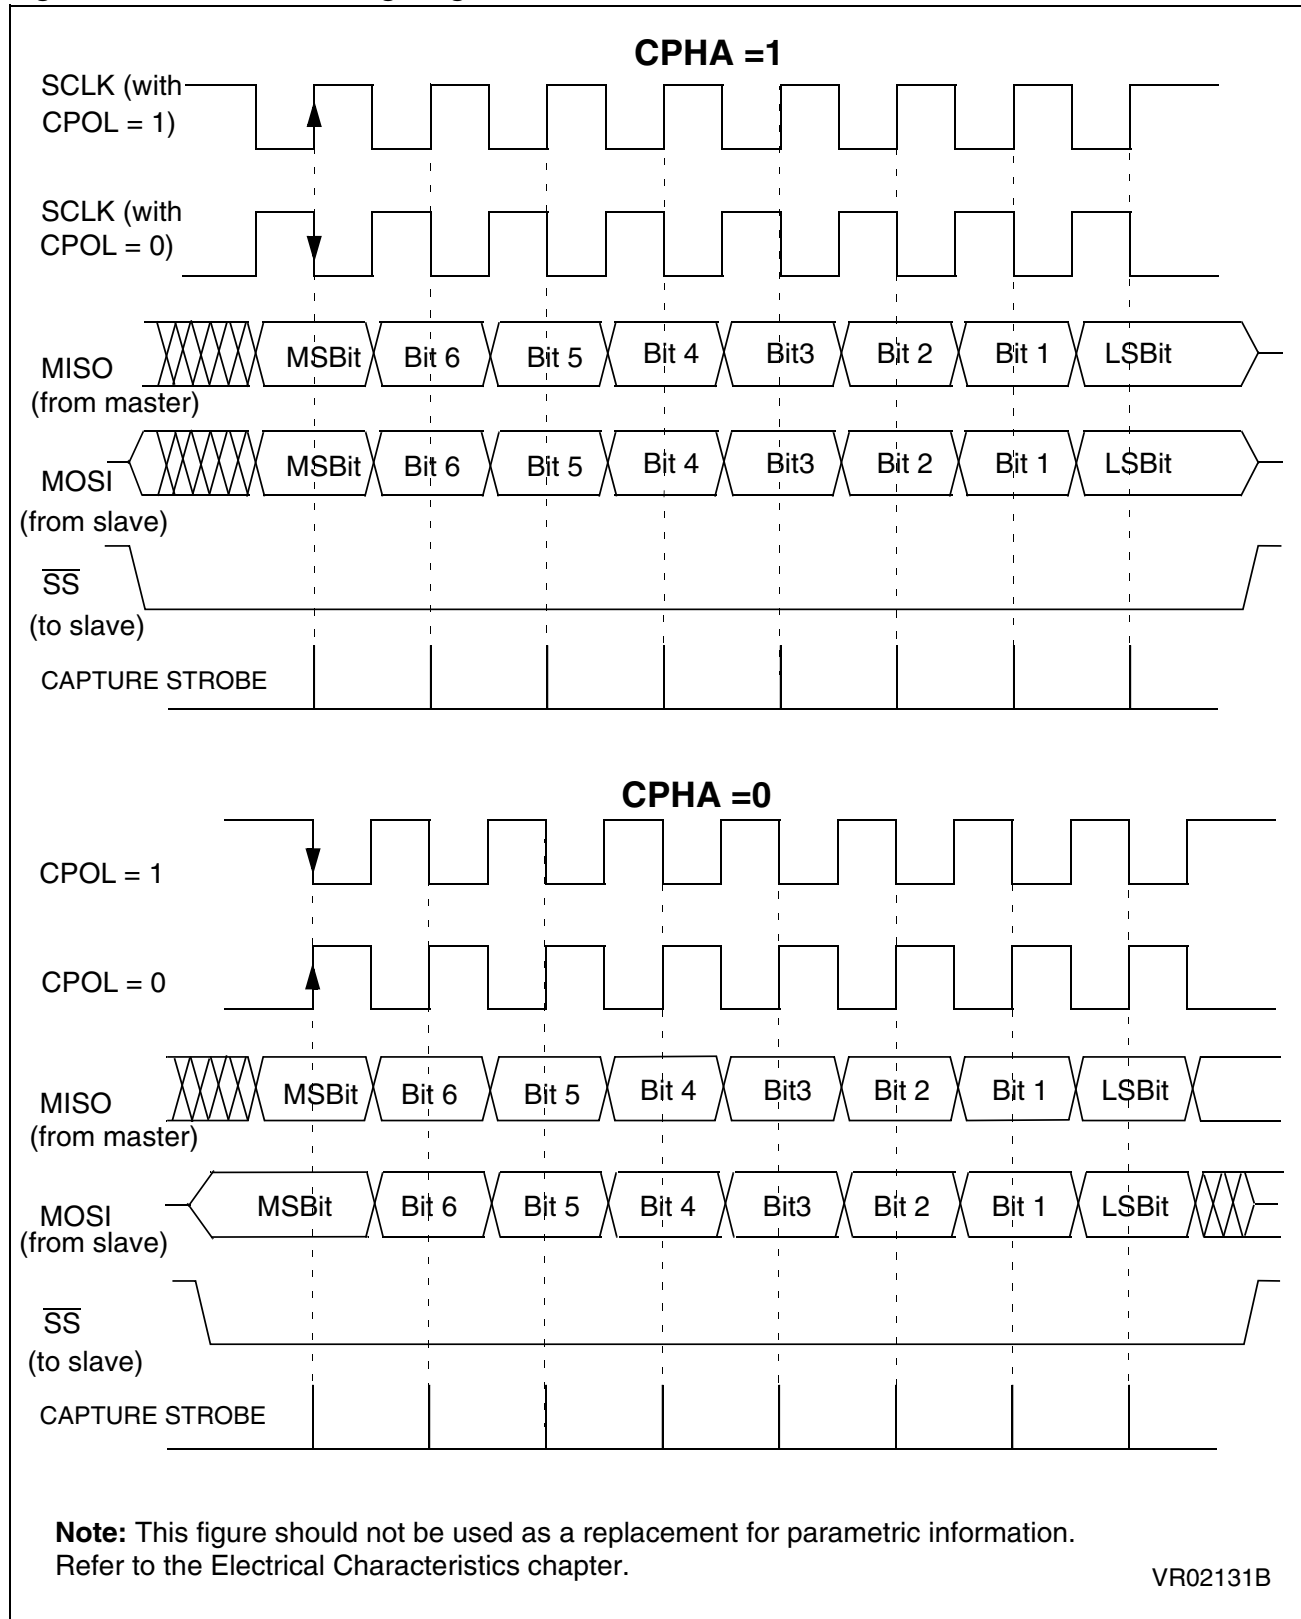 CPHA =1
SCLK (with
CPOL = 1)
SCLK (with
CPOL = 0)
MISO
(from master)
MSBit Bit 6 Bit 5 Bit 4 Bit3 Bit 2 Bit 1 LSBit
MOSI
(from slave)
MSBit Bit 6 Bit 5 Bit 4 Bit3 Bit 2 Bit 1 LSBit
SS
(to slave)
CAPTURE STROBE
CPHA =0
CPOL = 1
CPOL = 0
MISO
(from master)
MSBit Bit 6 Bit 5 Bit 4 Bit3 Bit 2 Bit 1 LSBit
MOSI
(from slave)
MSBit Bit 6 Bit 5 Bit 4 Bit3 Bit 2 Bit 1 LSBit
SS
(to slave)
CAPTURE STROBE
Note: This figure should not be used as a replacement for parametric information.
Refer to the Electrical Characteristics chapter.
VR02131B